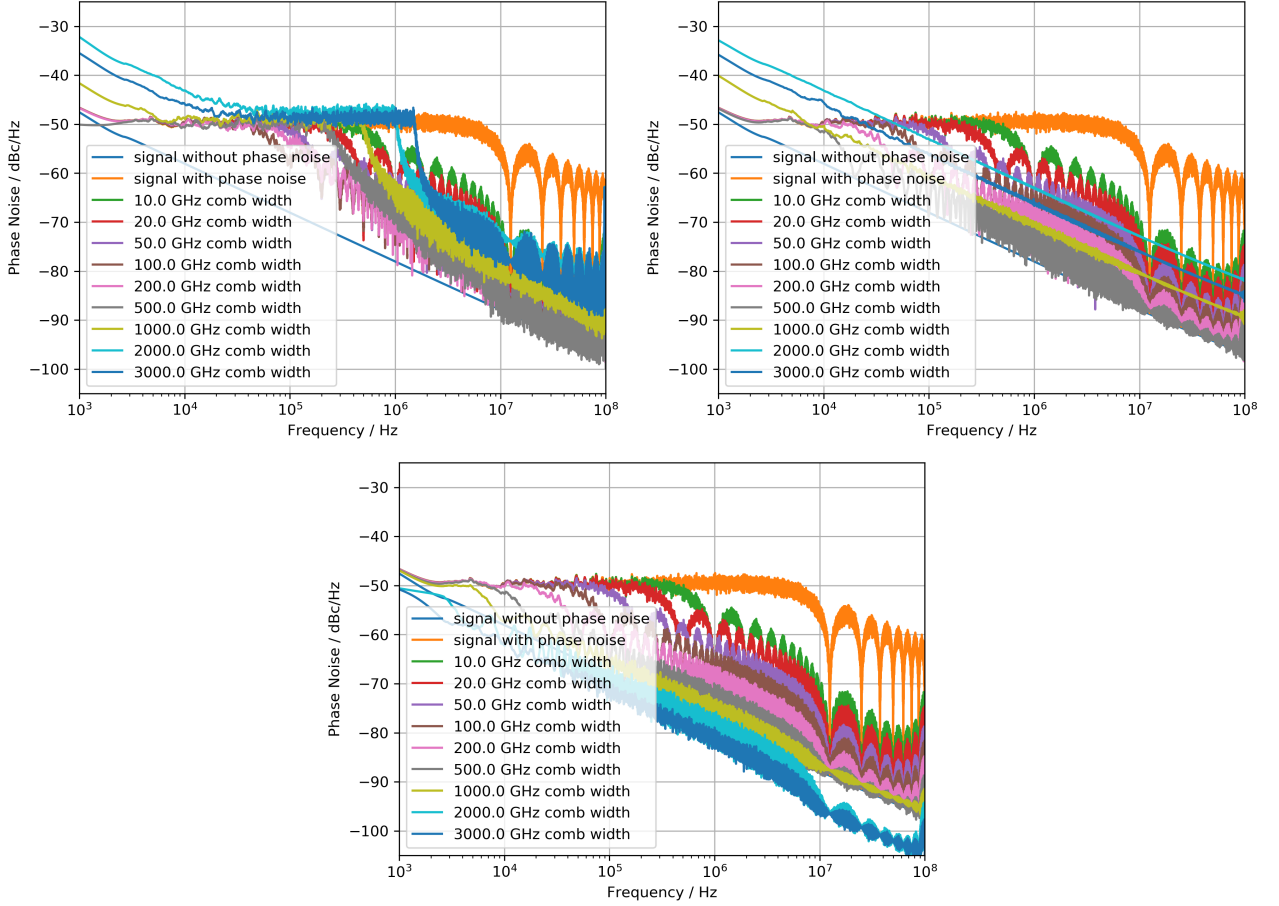 −30
−40
−50
−60
−70
−80
−90
−100
Phase Noise / dBc/Hz
signal without phase noise
signal with phase noise
10.0 GHz comb width
20.0 GHz comb width
50.0 GHz comb width
100.0 GHz comb width
200.0 GHz comb width
500.0 GHz comb width
1000.0 GHz comb width
2000.0 GHz comb width
3000.0 GHz comb width
10³ 10⁴ 10⁵ 10⁶ 10⁷ 10⁸
Frequency / Hz
−30
−40
−50
−60
−70
−80
−90
−100
Phase Noise / dBc/Hz
signal without phase noise
signal with phase noise
10.0 GHz comb width
20.0 GHz comb width
50.0 GHz comb width
100.0 GHz comb width
200.0 GHz comb width
500.0 GHz comb width
1000.0 GHz comb width
2000.0 GHz comb width
3000.0 GHz comb width
10³ 10⁴ 10⁵ 10⁶ 10⁷ 10⁸
Frequency / Hz
−30
−40
−50
−60
−70
−80
−90
−100
Phase Noise / dBc/Hz
signal without phase noise
signal with phase noise
10.0 GHz comb width
20.0 GHz comb width
50.0 GHz comb width
100.0 GHz comb width
200.0 GHz comb width
500.0 GHz comb width
1000.0 GHz comb width
2000.0 GHz comb width
3000.0 GHz comb width
10³ 10⁴ 10⁵ 10⁶ 10⁷ 10⁸
Frequency / Hz